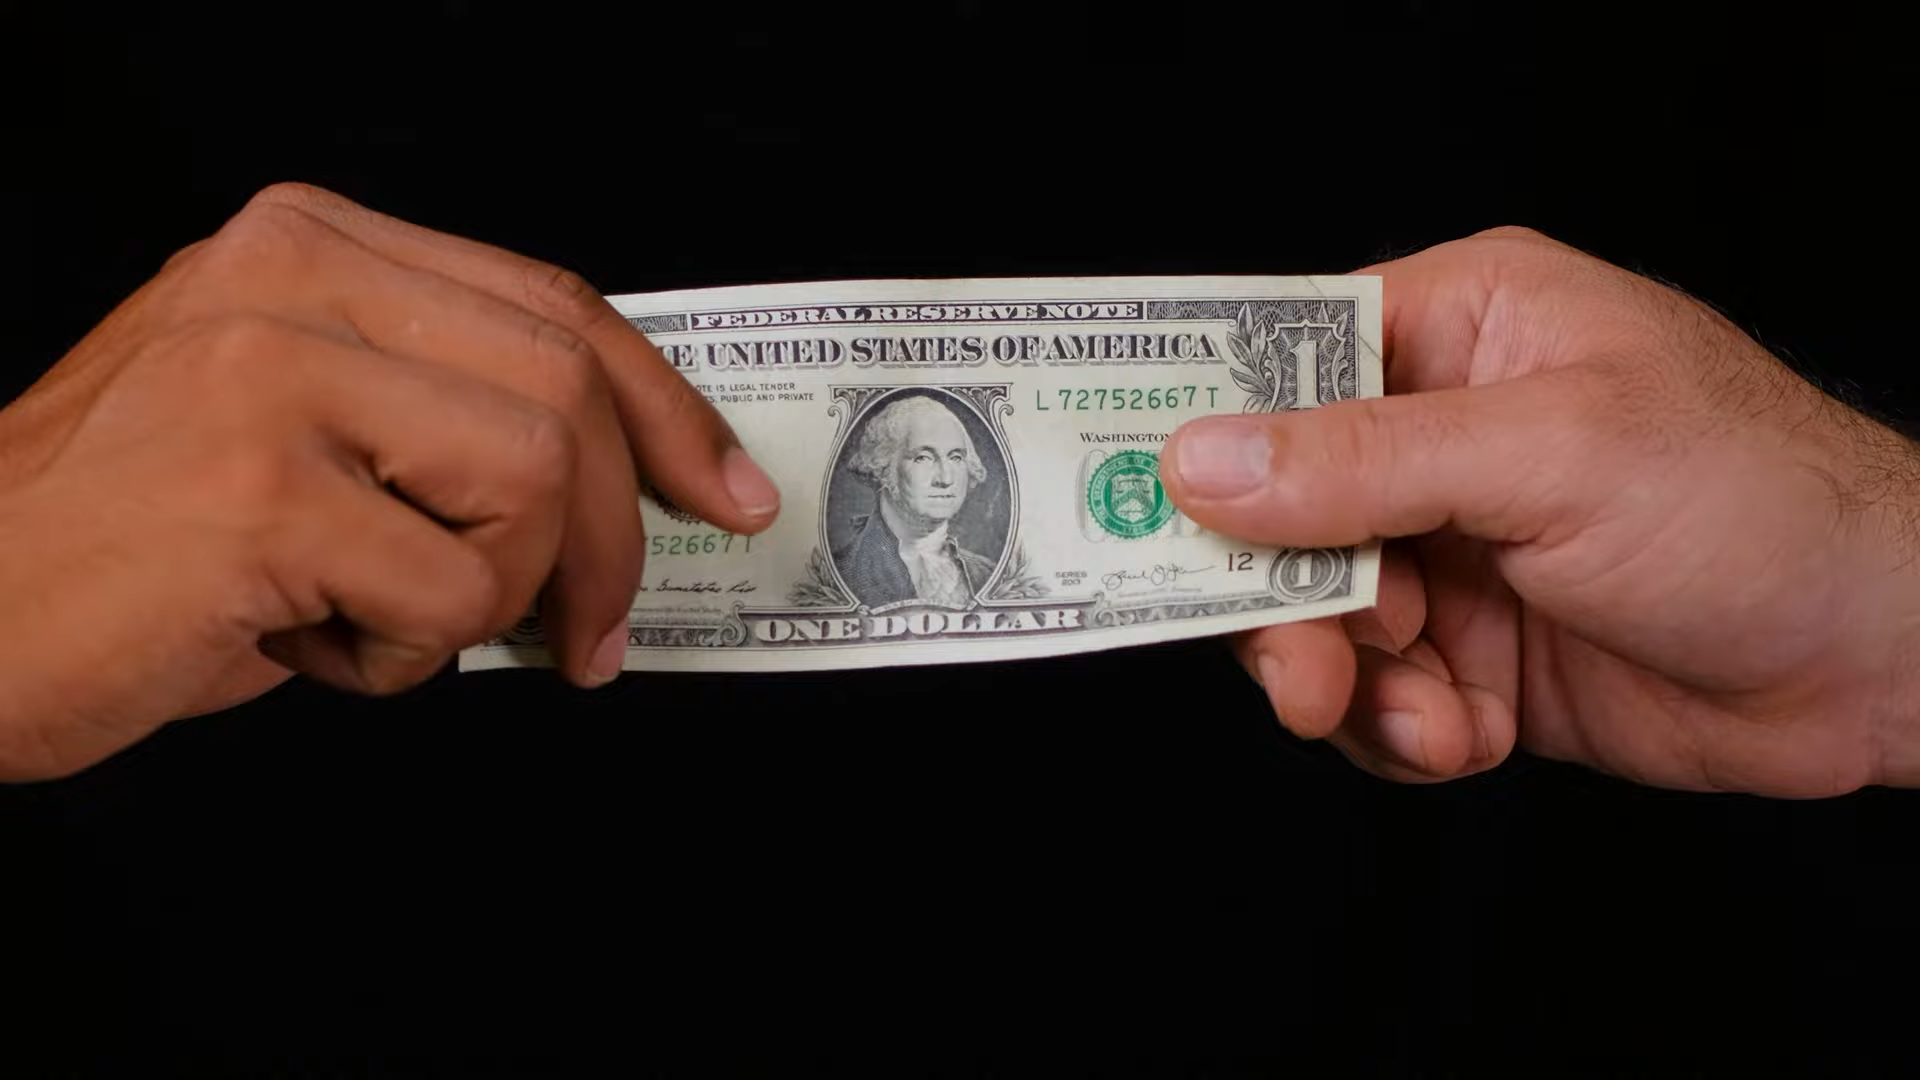 FEDERAL RESERVE NOTE
E UNITED STATES OF AMERICA
OTE IS LEGAL TENDER
S, PUBLIC AND PRIVATE
L 72752667 T
WASHINGTON
1
52667 T
SERIES
2013
12
1
ONE DOLLAR